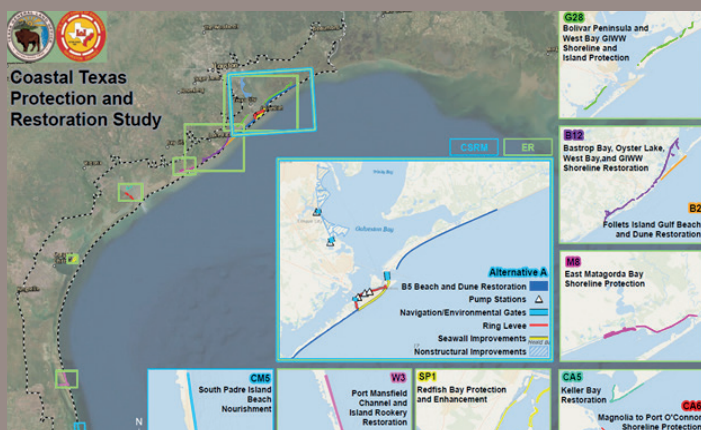 Coastal Texas
Protection and
Restoration Study
CSRM
ER
Galveston Bay
Alternative A
B5 Beach and Dune Restoration
Pump Stations
Navigation/Environmental Gates
Ring Levee
Seawall Improvements
Nonstructural Improvements
G28
Bolivar Peninsula and
West Bay GIWW
Shoreline and
Island Protection
B12
Bastrop Bay, Oyster Lake,
West Bay,and GIWW
Shoreline Restoration
B2
Follets Island Gulf Beach
and Dune Restoration
M8
East Matagorda Bay
Shoreline Protection
CM5
South Padre Island
Beach
Nourishment
W3
Port Mansfield
Channel and
Island Rookery
Restoration
SP1
Redfish Bay Protection
and Enhancement
CA5
Keller Bay
Restoration
CA6
Magnolia to Port O'Connor
Shoreline Protection
N